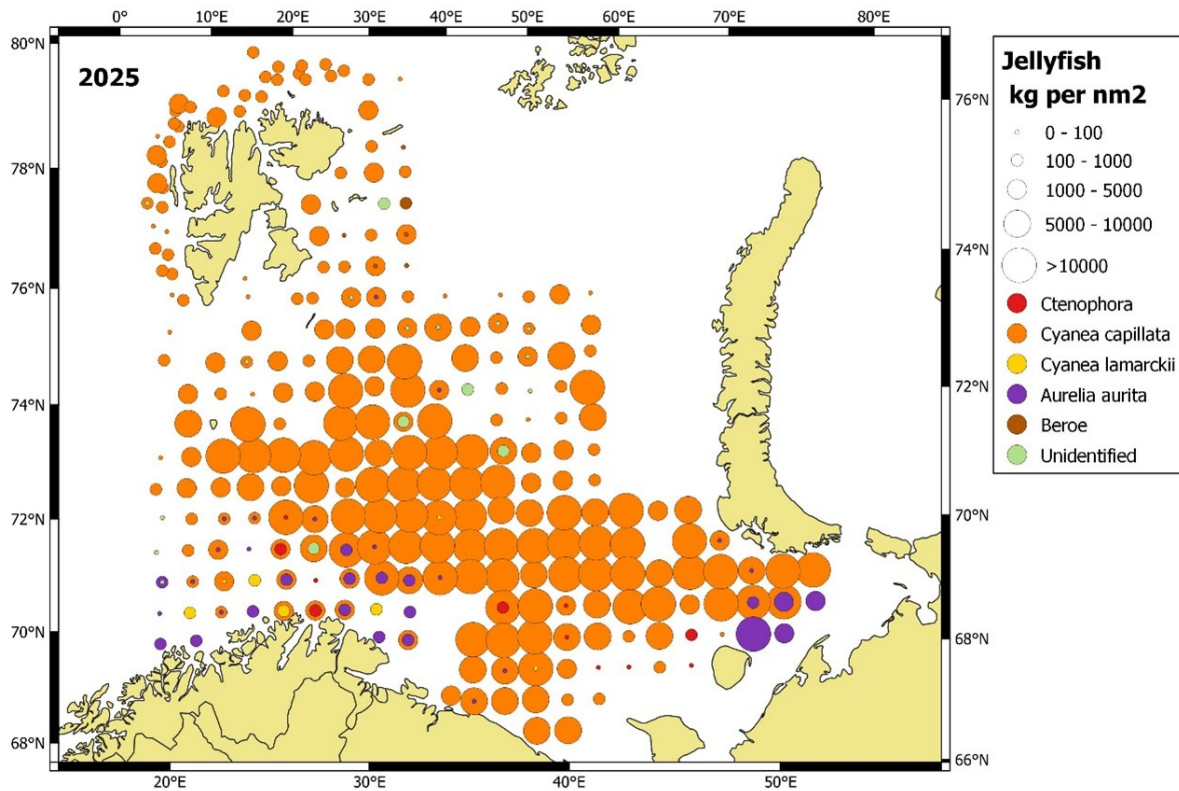 0° 10°E 20°E 30°E 40°E 50°E 60°E 70°E 80°E
80°N
2025
78°N
76°N
74°N
72°N
70°N
68°N
76°N
74°N
72°N
70°N
68°N
66°N
20°E 30°E 40°E 50°E
Jellyfish
kg per nm2
0 - 100
100 - 1000
1000 - 5000
5000 - 10000
>10000
Ctenophora
Cyanea capillata
Cyanea lamarckii
Aurelia aurita
Beroe
Unidentified